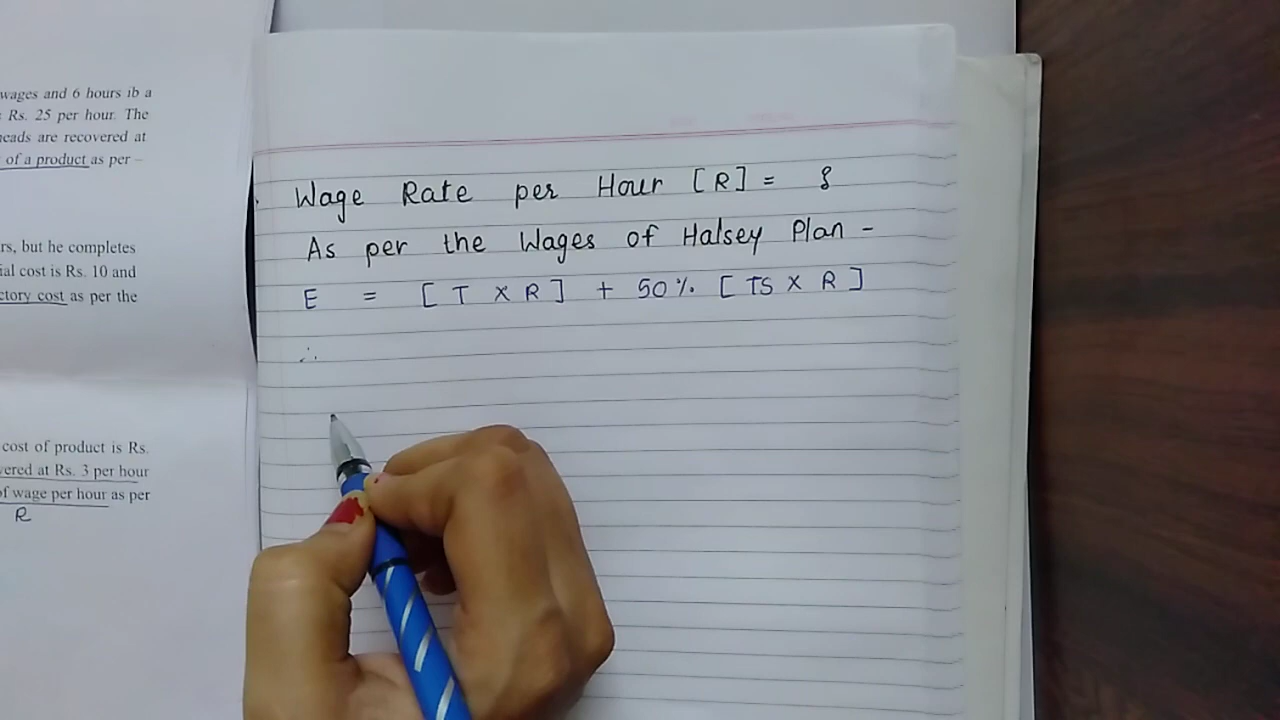 wages and 6 hours ib a
Rs. 25 per hour. The
eads are recovered at
of a product as per –
rs, but he completes
ial cost is Rs. 10 and
ctory cost as per the
cost of product is Rs.
vered at Rs. 3 per hour
of wage per hour as per
R
Wage Rate per Hour [R] = ?
As per the Wages of Halsey Plan -
E = [ T X R ] + 50% [ TS X R ]
∴